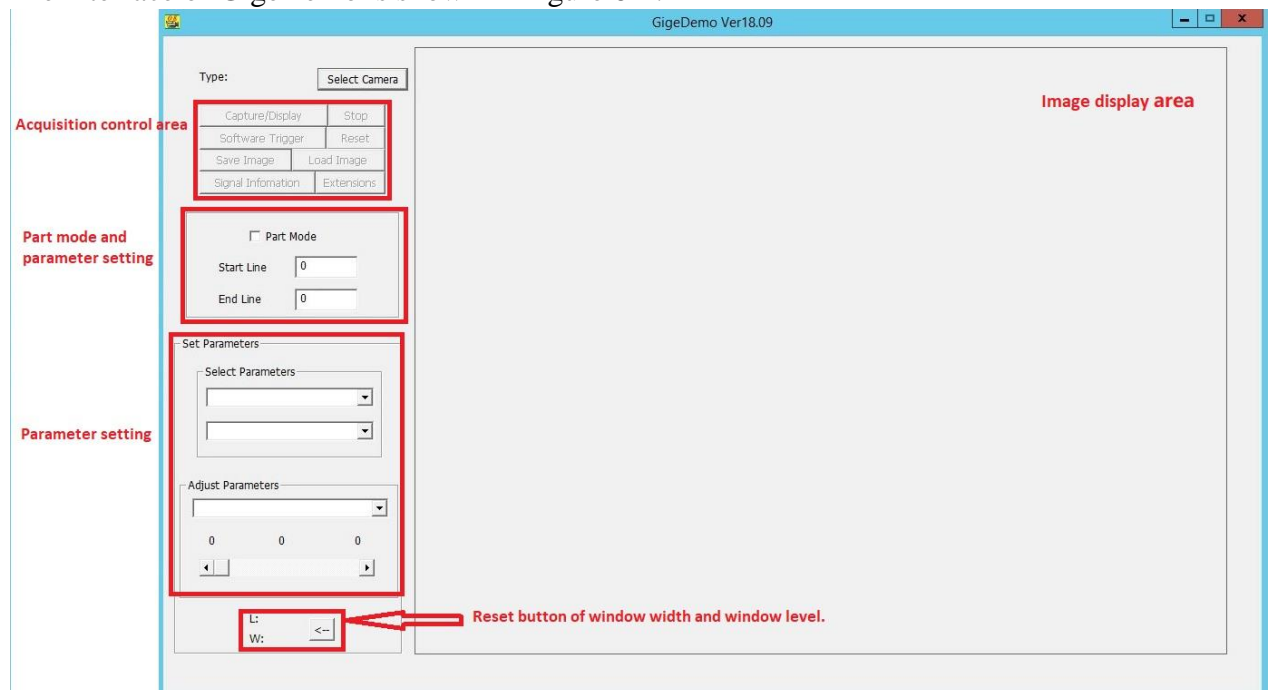 GigeDemo Ver18.09
Type:
Select Camera
Image display area
Acquisition control area
Capture/Display
Stop
Software Trigger
Reset
Save Image
Load Image
Signal Infomation
Extensions
Part mode and
parameter setting
Part Mode
Start Line
0
End Line
0
Set Parameters
Select Parameters
Parameter setting
Adjust Parameters
0 0 0
Reset button of window width and window level.
L:
W:
<--